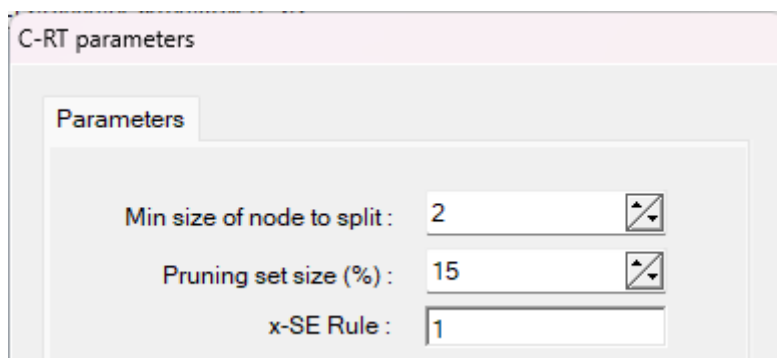 C-RT parameters
Parameters
Min size of node to split : 2
Pruning set size (%) : 15
x-SE Rule : 1